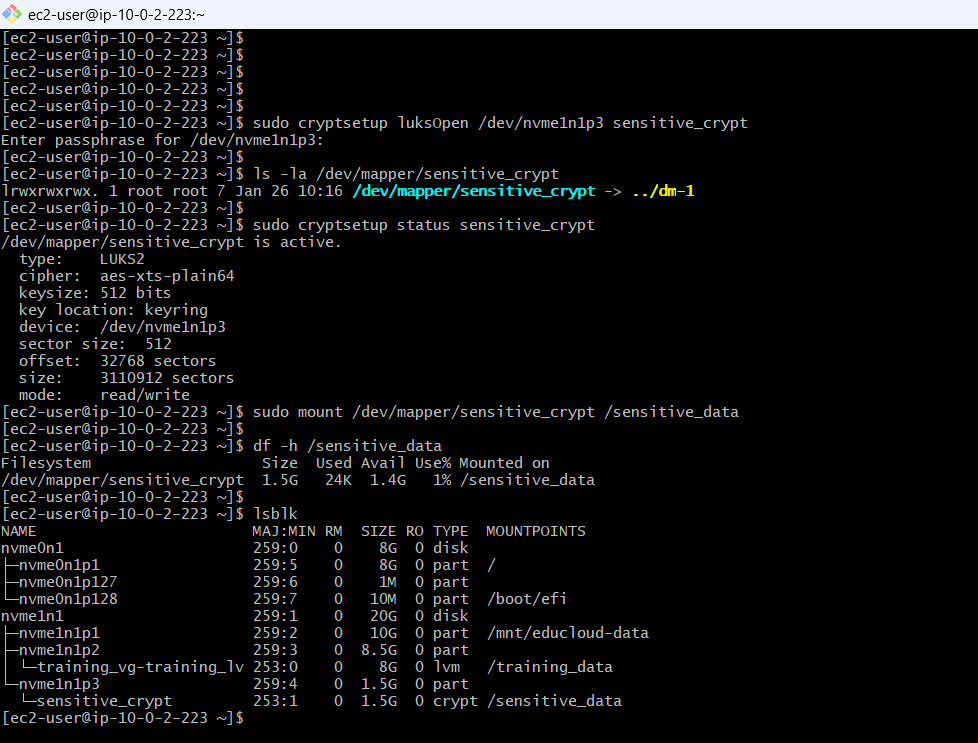 ec2-user@ip-10-0-2-223:~
[ec2-user@ip-10-0-2-223 ~]$
[ec2-user@ip-10-0-2-223 ~]$
[ec2-user@ip-10-0-2-223 ~]$
[ec2-user@ip-10-0-2-223 ~]$
[ec2-user@ip-10-0-2-223 ~]$
[ec2-user@ip-10-0-2-223 ~]$ sudo cryptsetup luksOpen /dev/nvme1n1p3 sensitive_crypt
Enter passphrase for /dev/nvme1n1p3:
[ec2-user@ip-10-0-2-223 ~]$
[ec2-user@ip-10-0-2-223 ~]$ ls -la /dev/mapper/sensitive_crypt
lrwxrwxrwx. 1 root root 7 Jan 26 10:16 /dev/mapper/sensitive_crypt -> ../dm-1
[ec2-user@ip-10-0-2-223 ~]$
[ec2-user@ip-10-0-2-223 ~]$ sudo cryptsetup status sensitive_crypt
/dev/mapper/sensitive_crypt is active.
  type:    LUKS2
  cipher:  aes-xts-plain64
  keysize: 512 bits
  key location: keyring
  device:  /dev/nvme1n1p3
  sector size:  512
  offset:  32768 sectors
  size:    3110912 sectors
  mode:    read/write
[ec2-user@ip-10-0-2-223 ~]$ sudo mount /dev/mapper/sensitive_crypt /sensitive_data
[ec2-user@ip-10-0-2-223 ~]$
[ec2-user@ip-10-0-2-223 ~]$ df -h /sensitive_data
Filesystem                   Size  Used Avail Use% Mounted on
/dev/mapper/sensitive_crypt  1.5G   24K  1.4G   1% /sensitive_data
[ec2-user@ip-10-0-2-223 ~]$
[ec2-user@ip-10-0-2-223 ~]$ lsblk
NAME                        MAJ:MIN RM  SIZE RO TYPE  MOUNTPOINTS
nvme0n1                     259:0    0    8G  0 disk
├─nvme0n1p1                 259:5    0    8G  0 part  /
├─nvme0n1p127               259:6    0    1M  0 part
└─nvme0n1p128               259:7    0   10M  0 part  /boot/efi
nvme1n1                     259:1    0   20G  0 disk
├─nvme1n1p1                 259:2    0   10G  0 part  /mnt/educloud-data
├─nvme1n1p2                 259:3    0  8.5G  0 part
│ └─training_vg-training_lv 253:0    0    8G  0 lvm   /training_data
└─nvme1n1p3                 259:4    0  1.5G  0 part
  └─sensitive_crypt         253:1    0  1.5G  0 crypt /sensitive_data
[ec2-user@ip-10-0-2-223 ~]$